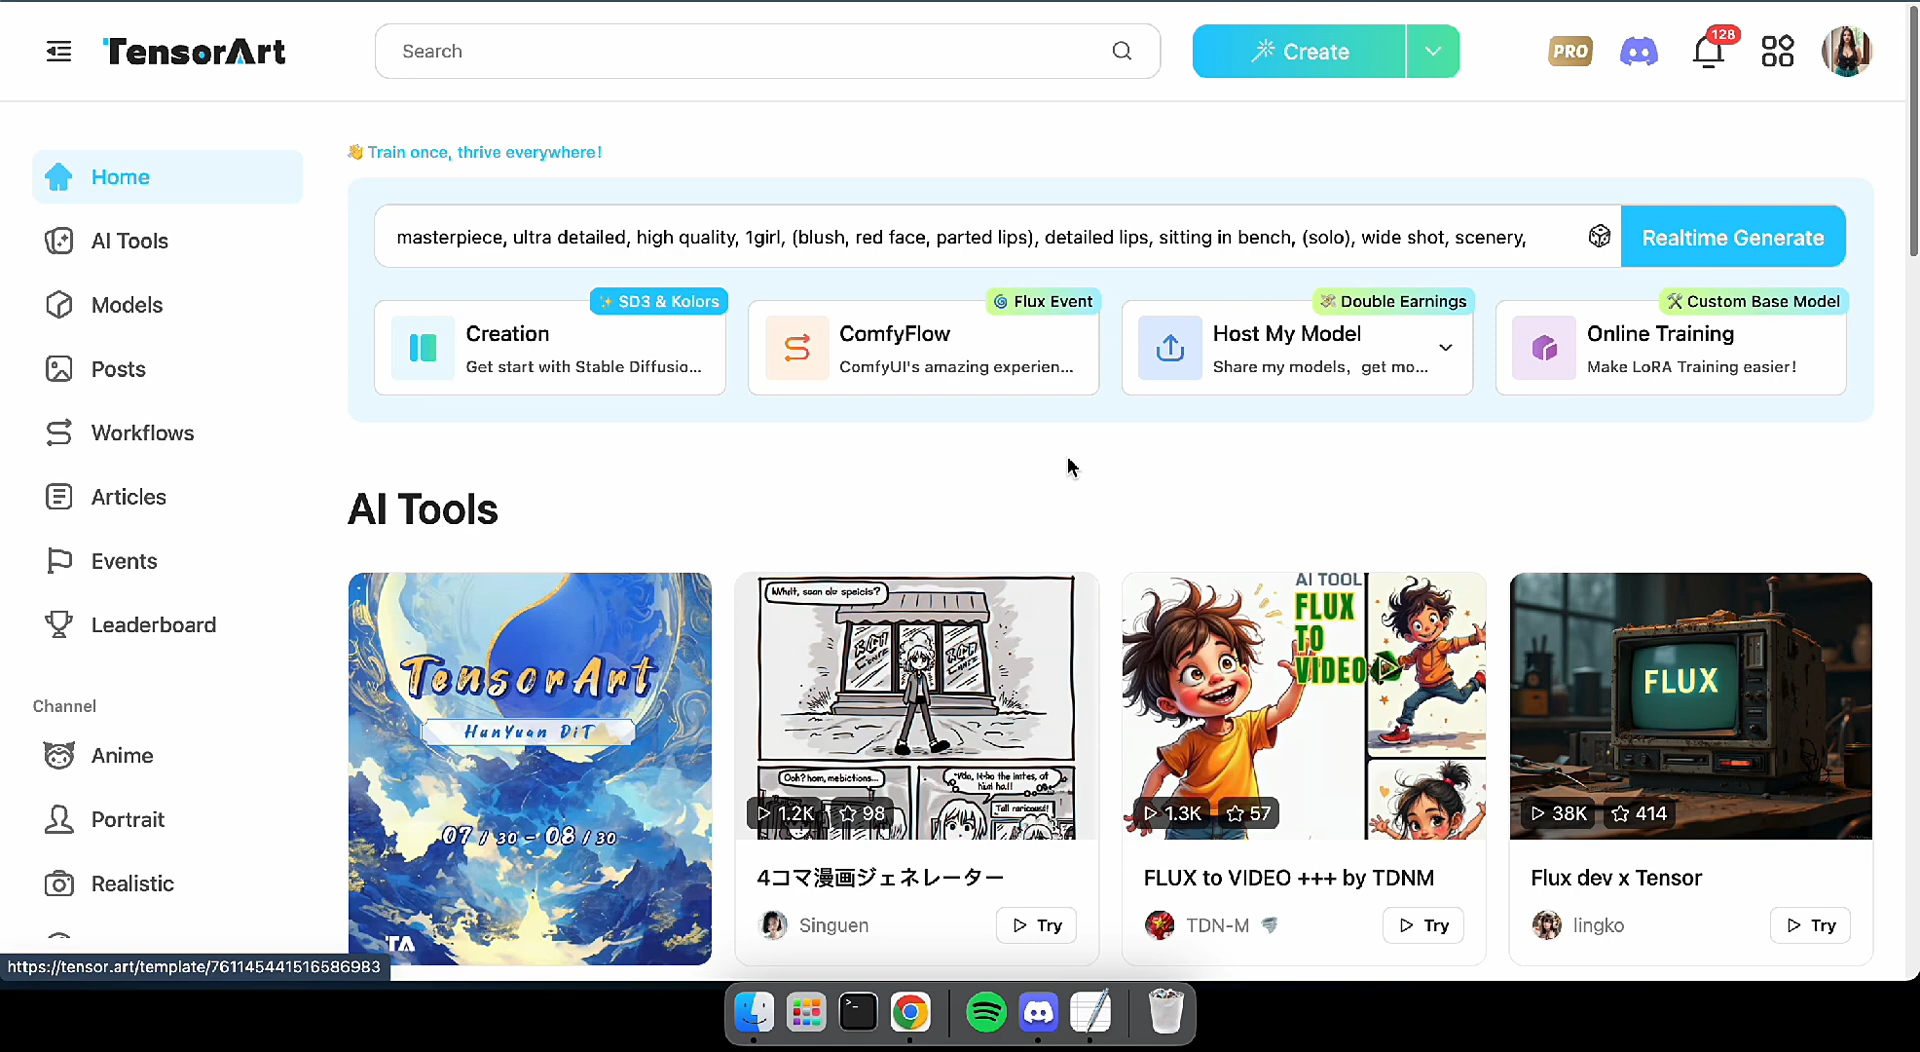 TensorArt
Search
Create
PRO
128
Home
AI Tools
Models
Posts
Workflows
Articles
Events
Leaderboard
Channel
Anime
Portrait
Realistic
👋 Train once, thrive everywhere!
masterpiece, ultra detailed, high quality, 1girl, (blush, red face, parted lips), detailed lips, sitting in bench, (solo), wide shot, scenery,
Realtime Generate
✨ SD3 & Kolors
Creation
Get start with Stable Diffusio...
🌀 Flux Event
ComfyFlow
ComfyUI's amazing experien...
💸 Double Earnings
Host My Model
Share my models, get mo...
🛠 Custom Base Model
Online Training
Make LoRA Training easier!
AI Tools
TensorArt
HunYuan DiT
07 / 30 - 08 / 30
TA
1.2K
98
4コマ漫画ジェネレーター
Singuen
Try
AI TOOL
FLUX
TO
VIDEO
1.3K
57
FLUX to VIDEO +++ by TDNM
TDN-M
Try
FLUX
38K
414
Flux dev x Tensor
lingko
Try
https://tensor.art/template/761145441516586983